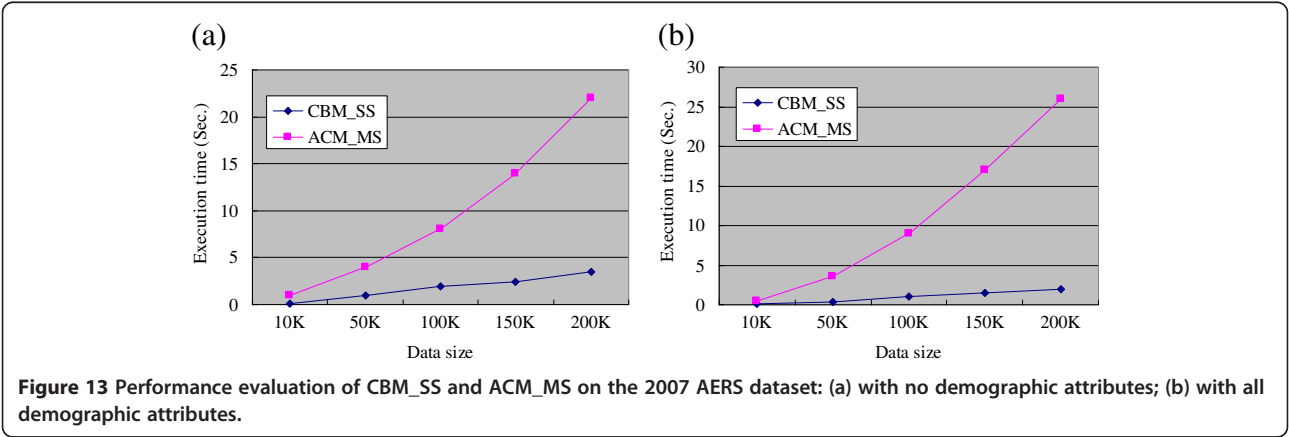 (a)
25
20
15
10
5
0
Execution time (Sec.)
CBM_SS
ACM_MS
10K 50K 100K 150K 200K
Data size
(b)
30
25
20
15
10
5
0
Execution time (Sec.)
CBM_SS
ACM_MS
10K 50K 100K 150K 200K
Data size
Figure 13 Performance evaluation of CBM_SS and ACM_MS on the 2007 AERS dataset: (a) with no demographic attributes; (b) with all
demographic attributes.